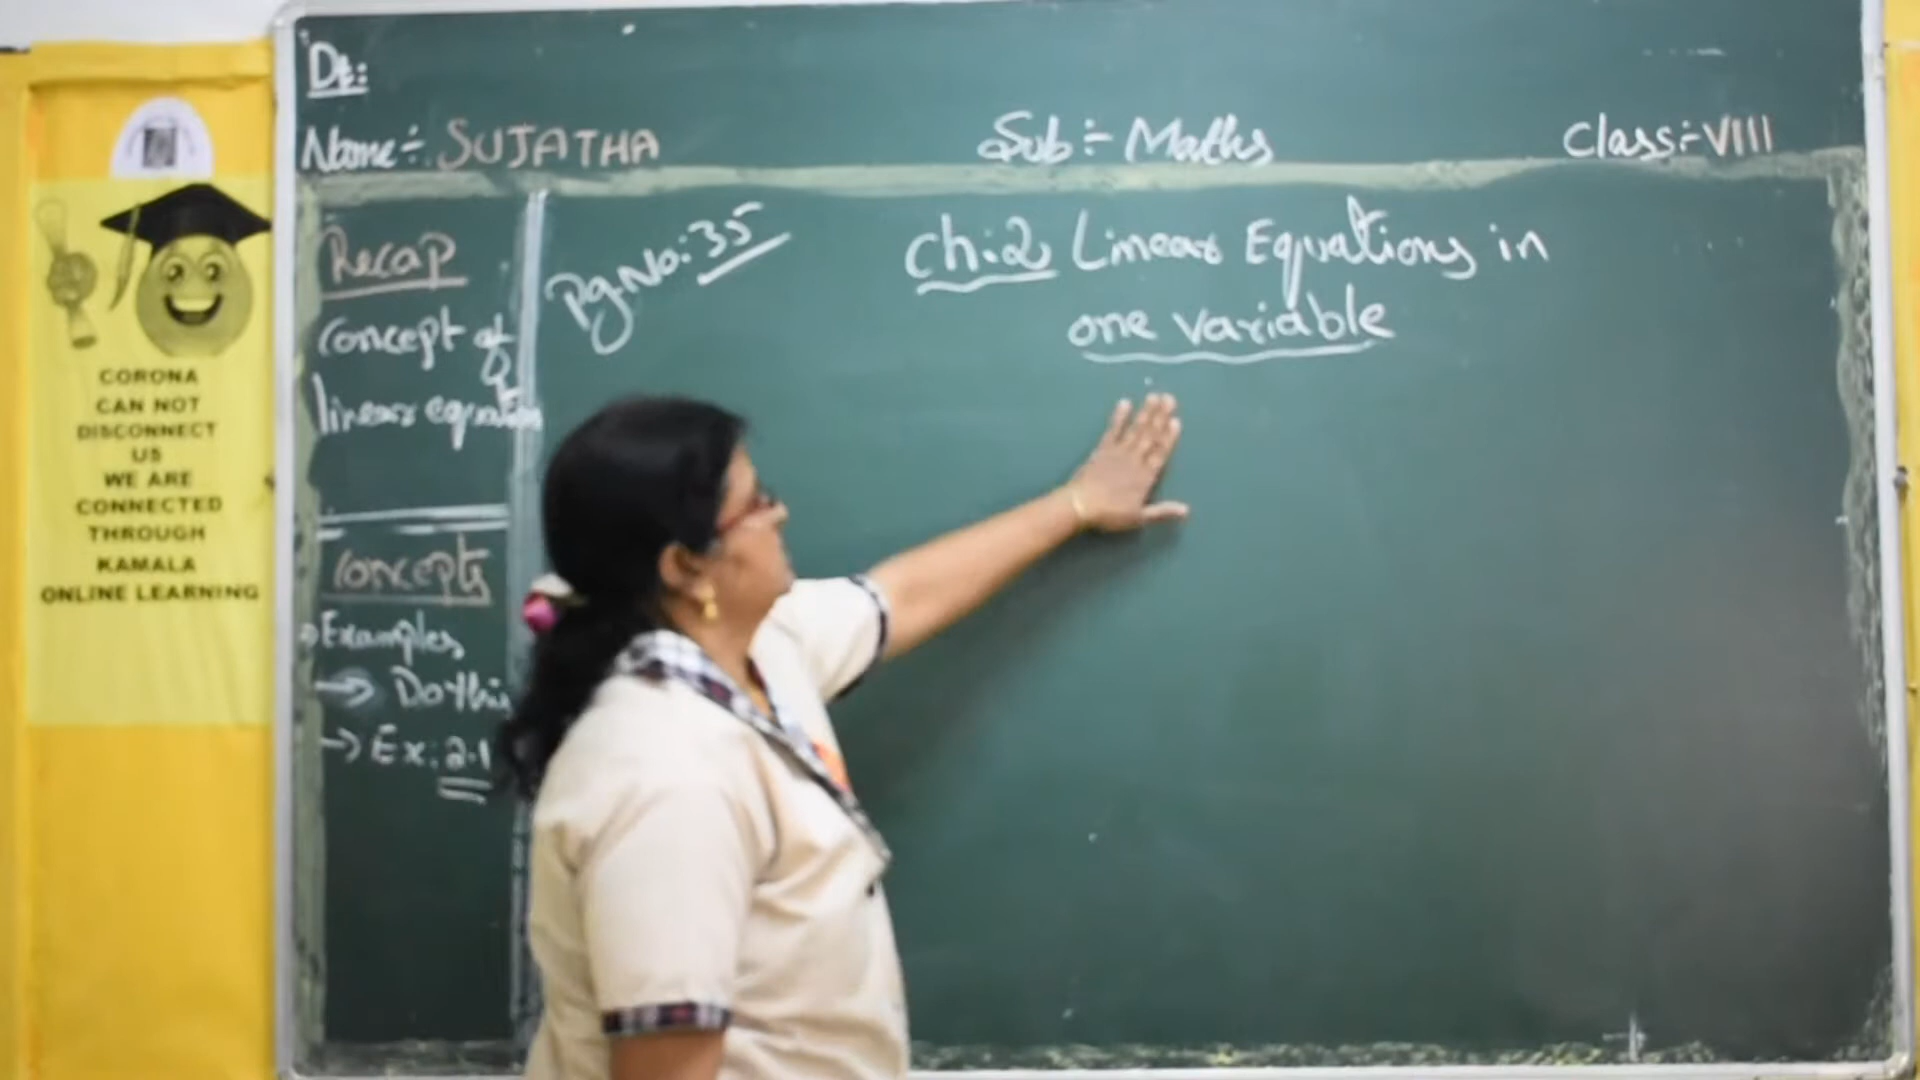 Dt:
Name:- SUJATHA
Sub:- Maths
Class:- VIII
Recap
Concept of
linear equation
Concepts
Examples
→ Do This
→ Ex: 2.1
Pg.No: 35
Ch:2 Linear Equations in
one variable
CORONA
CAN NOT
DISCONNECT
US
WE ARE
CONNECTED
THROUGH
KAMALA
ONLINE LEARNING